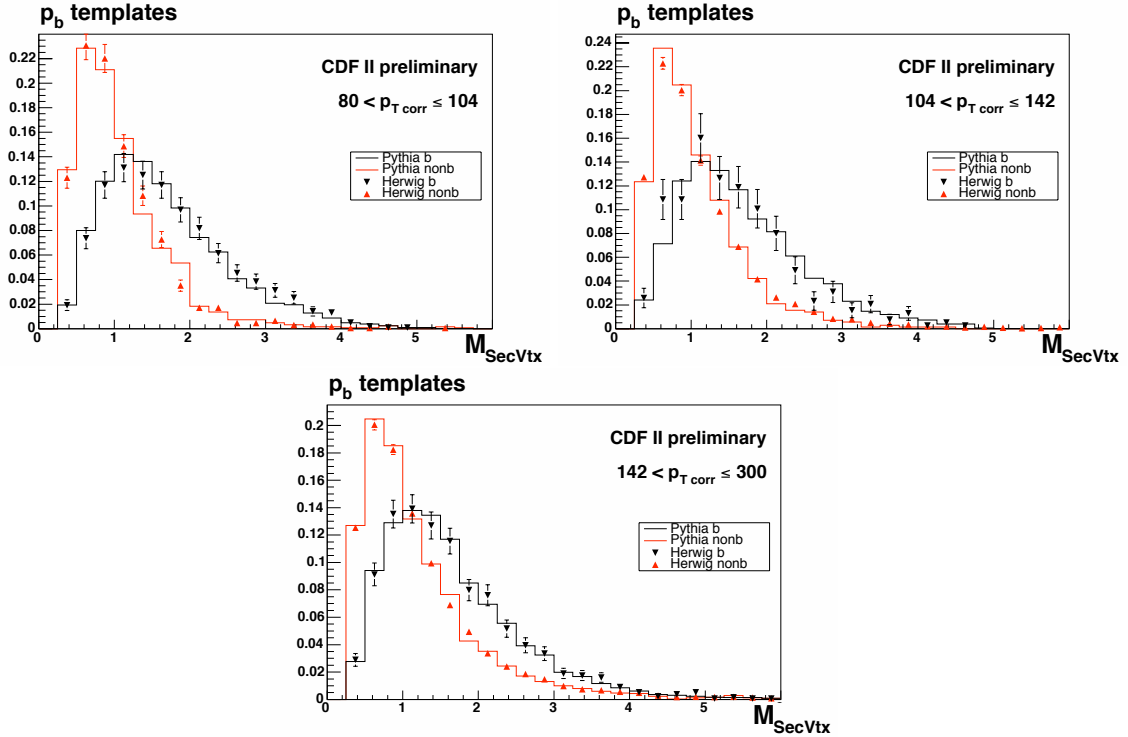 p_b templates
0.22
0.2
0.18
0.16
0.14
0.12
0.1
0.08
0.06
0.04
0.02
0
CDF II preliminary
80 < p_T corr ≤ 104
Pythia b
Pythia nonb
Herwig b
Herwig nonb
0 1 2 3 4 5
M_SecVtx
p_b templates
0.24
0.22
0.20
0.18
0.16
0.14
0.12
0.1
0.08
0.06
0.04
0.02
0
CDF II preliminary
104 < p_T corr ≤ 142
Pythia b
Pythia nonb
Herwig b
Herwig nonb
0 1 2 3 4 5
M_SecVtx
p_b templates
0.2
0.18
0.16
0.14
0.12
0.1
0.08
0.06
0.04
0.02
0
CDF II preliminary
142 < p_T corr ≤ 300
Pythia b
Pythia nonb
Herwig b
Herwig nonb
0 1 2 3 4 5
M_SecVtx